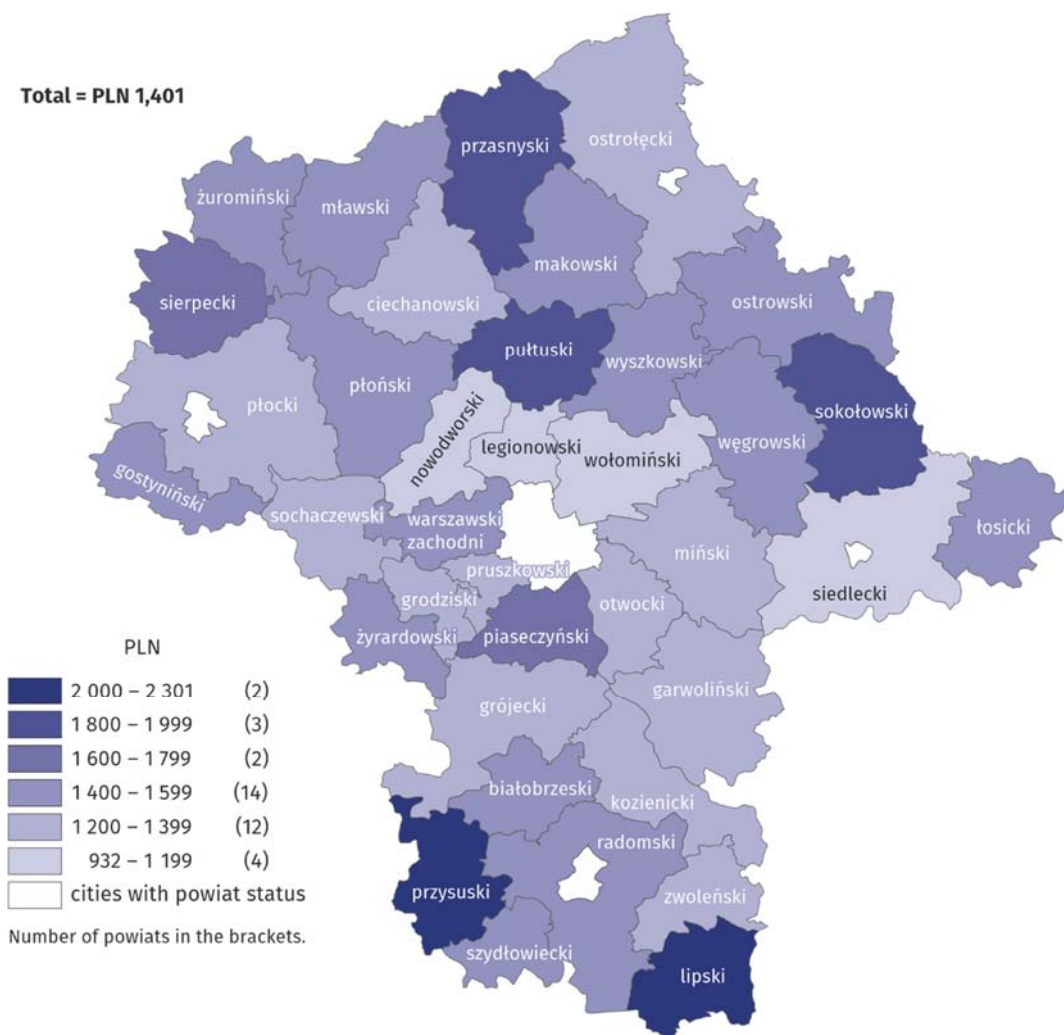 Total = PLN 1,401
ostrołęcki
przasnyski
żuromiński
mławski
makowski
sierpecki
ciechanowski
ostrowski
pułtuski
wyszkowski
płoński
płocki
sokołowski
nowodworski
legionowski
wołomiński
węgrowski
gostyniński
sochaczewski
warszawski
zachodni
łosicki
miński
pruszkowski
siedlecki
grodziski
otwocki
żyrardowski
piaseczyński
garwoliński
grójecki
białobrzeski
kozienicki
radomski
przysuski
zwoleński
szydłowiecki
lipski
PLN
2 000 – 2 301 (2)
1 800 – 1 999 (3)
1 600 – 1 799 (2)
1 400 – 1 599 (14)
1 200 – 1 399 (12)
932 – 1 199 (4)
cities with powiat status
Number of powiats in the brackets.